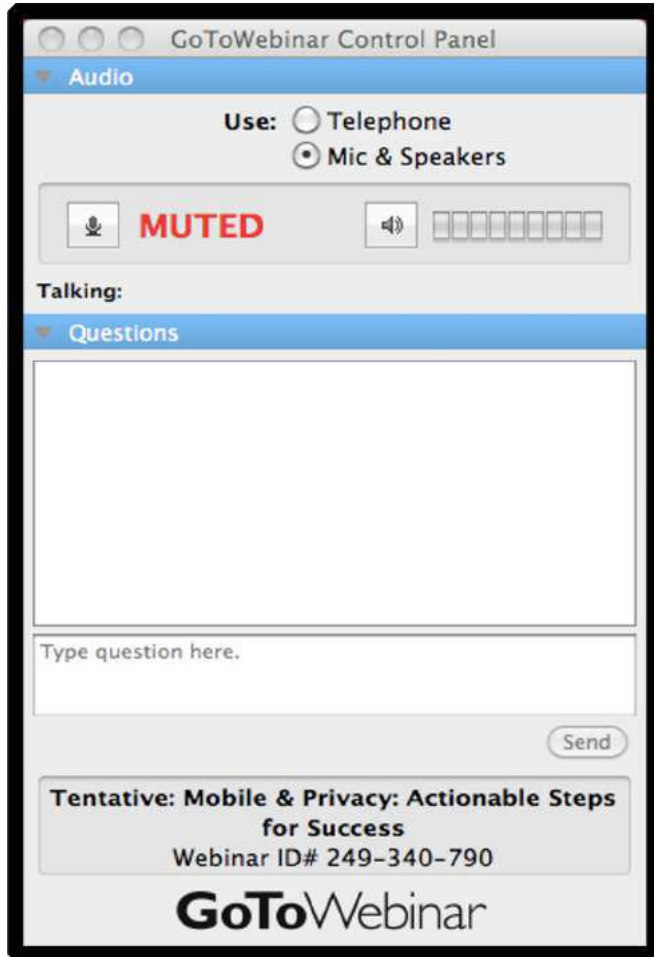 GoToWebinar Control Panel
Audio
Use: Telephone
Mic & Speakers
MUTED
Talking:
Questions
Type question here.
Send
Tentative: Mobile & Privacy: Actionable Steps
for Success
Webinar ID# 249-340-790
GoToWebinar